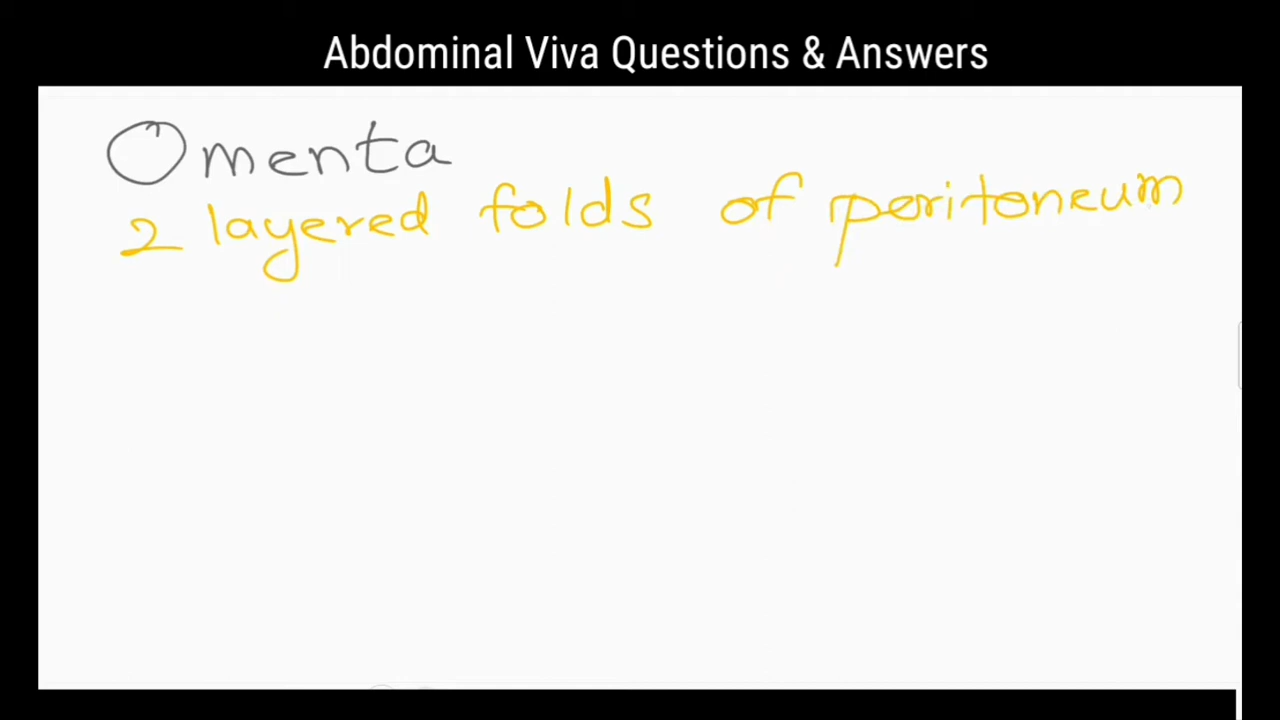 Abdominal Viva Questions & Answers
Omenta
2 layered folds of peritoneum